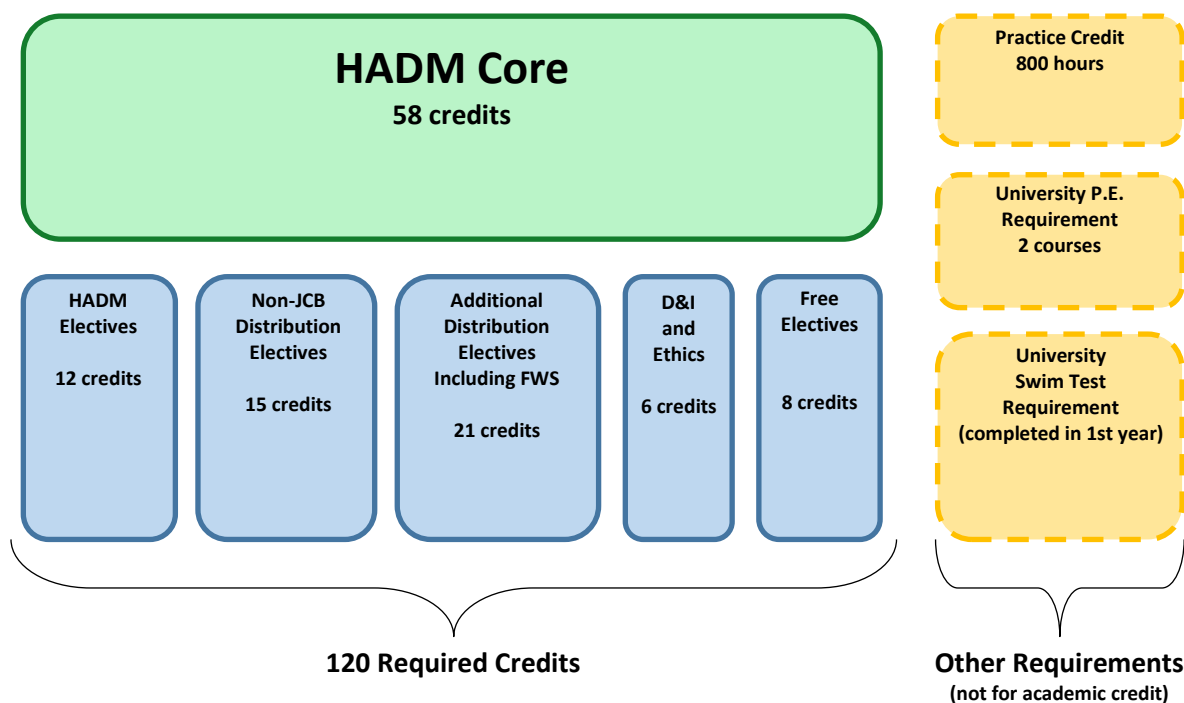 HADM Core
58 credits
Practice Credit
800 hours
University P.E.
Requirement
2 courses
University
Swim Test
Requirement
(completed in 1st year)
HADM
Electives
12 credits
Non-JCB
Distribution
Electives
15 credits
Additional
Distribution
Electives
Including FWS
21 credits
D&I
and
Ethics
6 credits
Free
Electives
8 credits
120 Required Credits
Other Requirements
(not for academic credit)